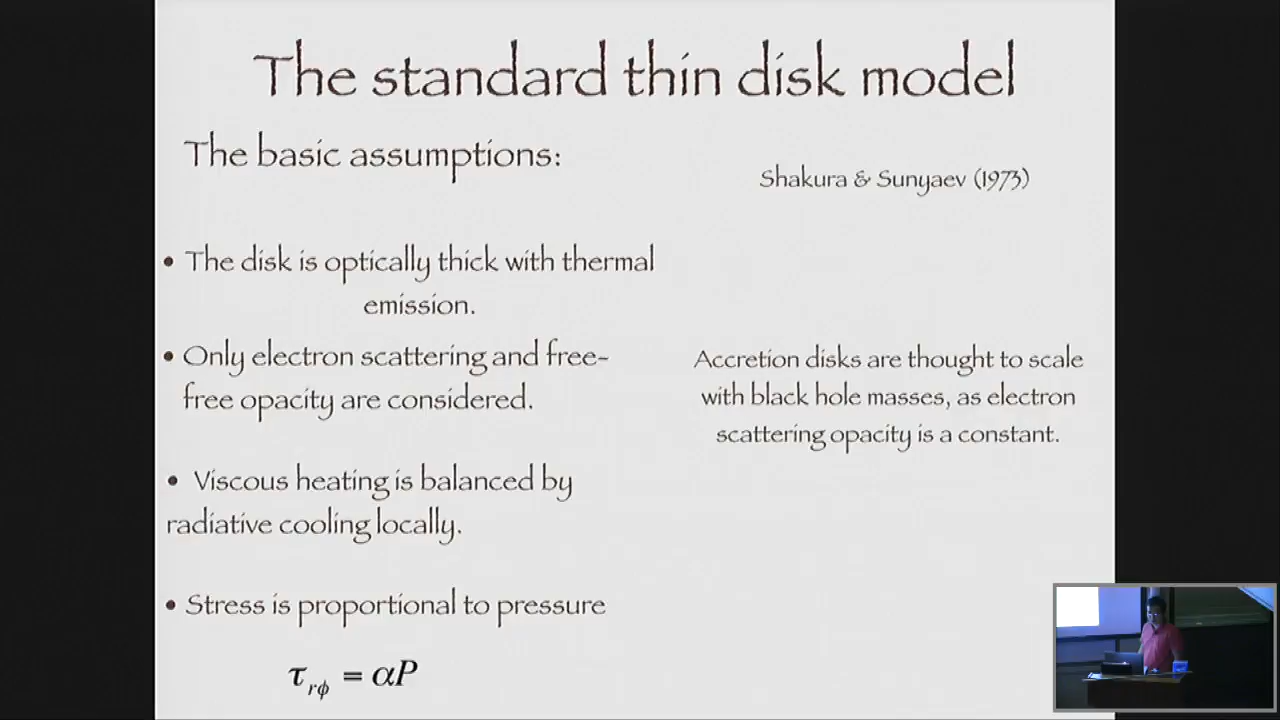 The standard thin disk model
The basic assumptions:
Shakura & Sunyaev (1973)
• The disk is optically thick with thermal
emission.
• Only electron scattering and free-
free opacity are considered.
• Viscous heating is balanced by
radiative cooling locally.
• Stress is proportional to pressure
τrϕ = αP
Accretion disks are thought to scale
with black hole masses, as electron
scattering opacity is a constant.